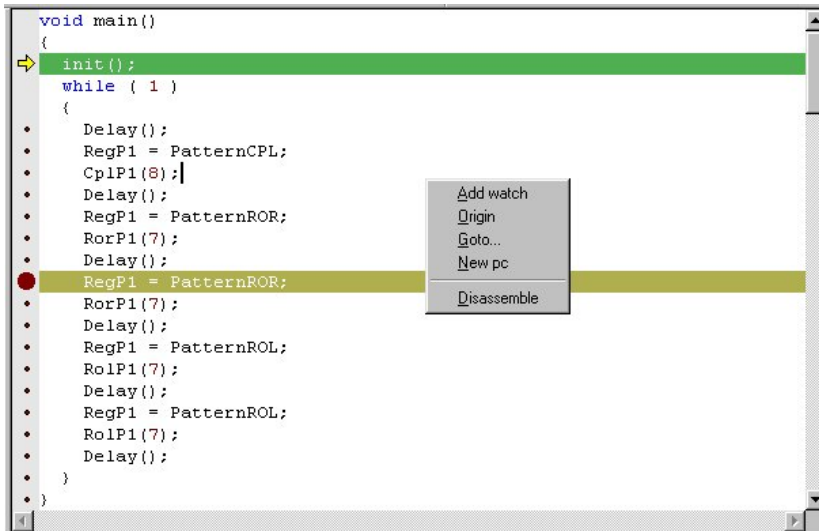 void main()
{
init();
while ( 1 )
{
Delay();
RegP1 = PatternCPL;
CplP1(8);
Delay();
RegP1 = PatternROR;
RorP1(7);
Delay();
RegP1 = PatternROR;
RorP1(7);
Delay();
RegP1 = PatternROL;
RolP1(7);
Delay();
RegP1 = PatternROL;
RolP1(7);
Delay();
}
}
Add watch
Origin
Goto...
New pc
Disassemble